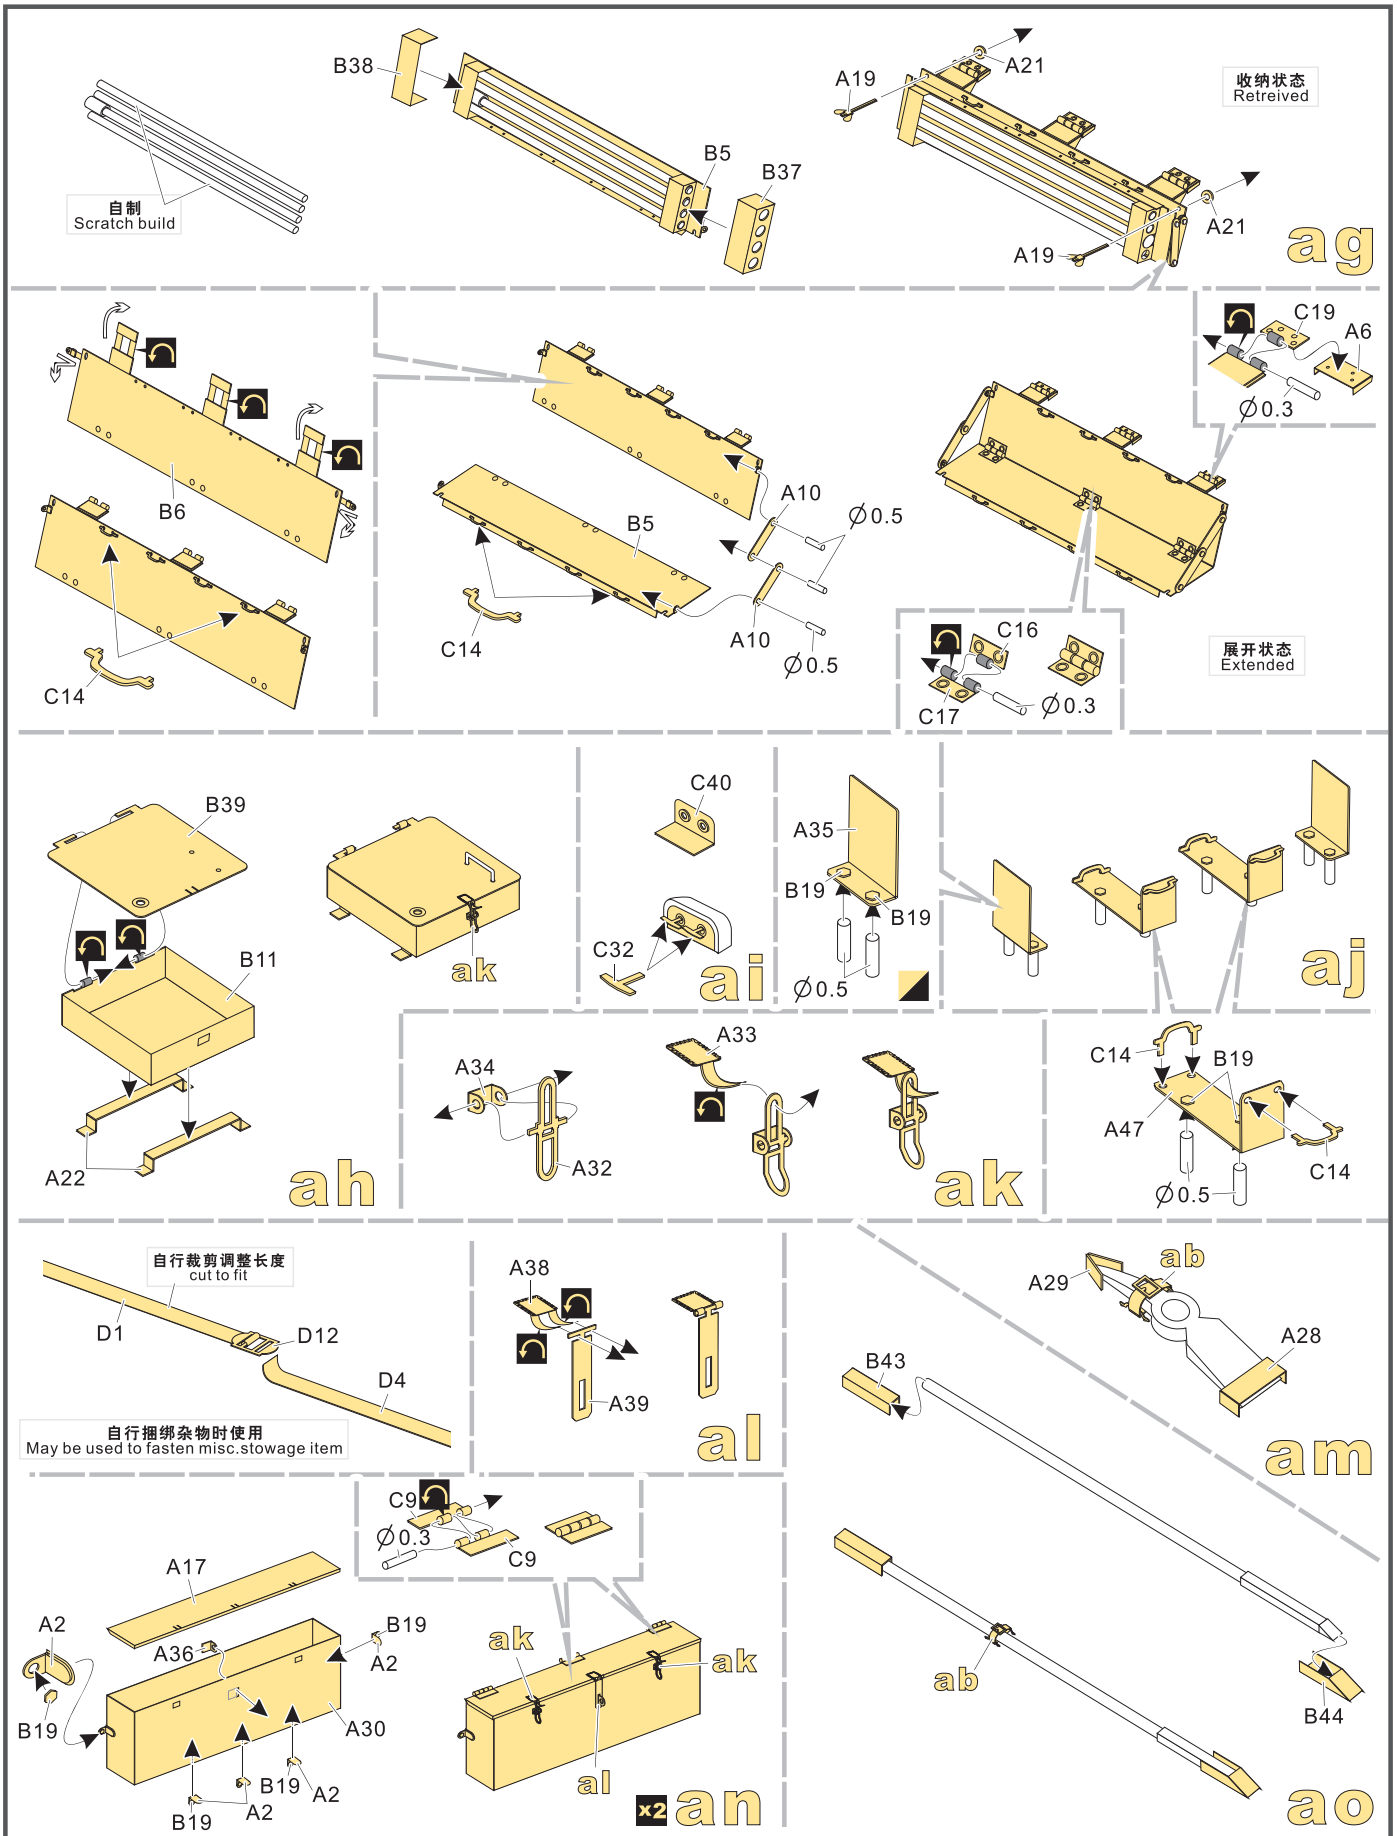 B38
A19
A21
收纳状态
Retreived
B5
B37
自制
Scratch build
A21
A19
ag
C19
A6
Ø0.3
B6
A10
Ø0.5
B5
C14
A10
Ø0.5
C14
C16
C17
Ø0.3
展开状态
Extended
B39
B11
ak
A22
ah
C40
C32
ai
A35
B19
B19
Ø0.5
aj
A34
A32
A33
ak
C14
B19
A47
C14
Ø0.5
自行裁剪调整长度
cut to fit
D1
D12
D4
自行捆绑杂物时使用
May be used to fasten misc.stowage item
A38
A39
al
A29
ab
A28
am
B43
ab
B44
ao
C9
Ø0.3
C9
A17
A2
A36
B19
A2
B19
A30
B19
A2
B19
A2
ak
ak
al
x2
an